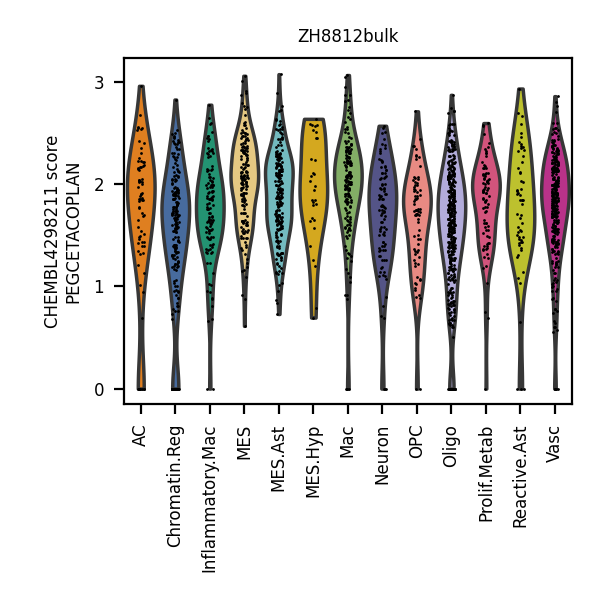 ZH8812bulk
CHEMBL4298211 score
PEGCETACOPLAN
3
2
1
0
AC
Chromatin.Reg
Inflammatory.Mac
MES
MES.Ast
MES.Hyp
Mac
Neuron
OPC
Oligo
Prolif.Metab
Reactive.Ast
Vasc